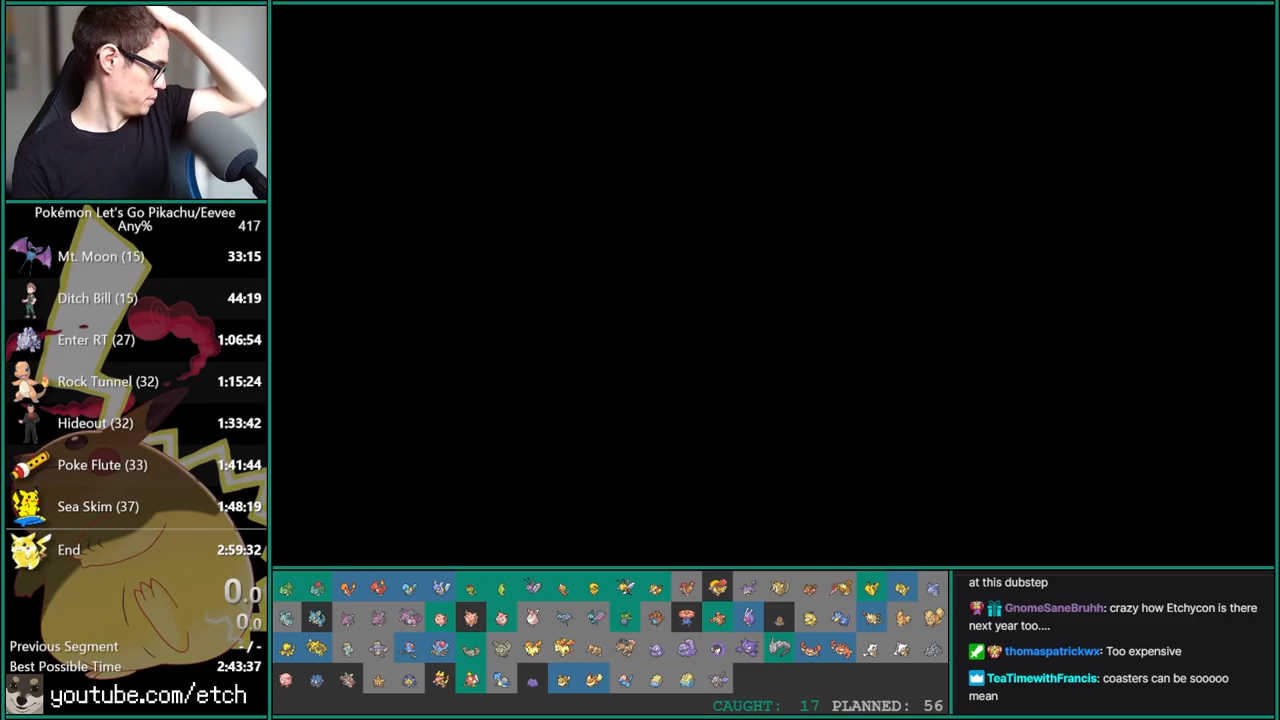 Pokémon Let's Go Pikachu/Eevee
Any% 417
Mt. Moon (15) 33:15
Ditch Bill (15) 44:19
Enter RT (27) 1:06:54
Rock Tunnel (32) 1:15:24
Hideout (32) 1:33:42
Poke Flute (33) 1:41:44
Sea Skim (37) 1:48:19
End 2:59:32
0.0
0.0
Previous Segment - / -
Best Possible Time 2:43:37
youtube.com/etch
CAUGHT: 17 PLANNED: 56
at this dubstep
GnomeSaneBruhh: crazy how Etchycon is there
next year too....
thomaspatrickwx: Too expensive
TeaTimewithFrancis: coasters can be sooooo
mean